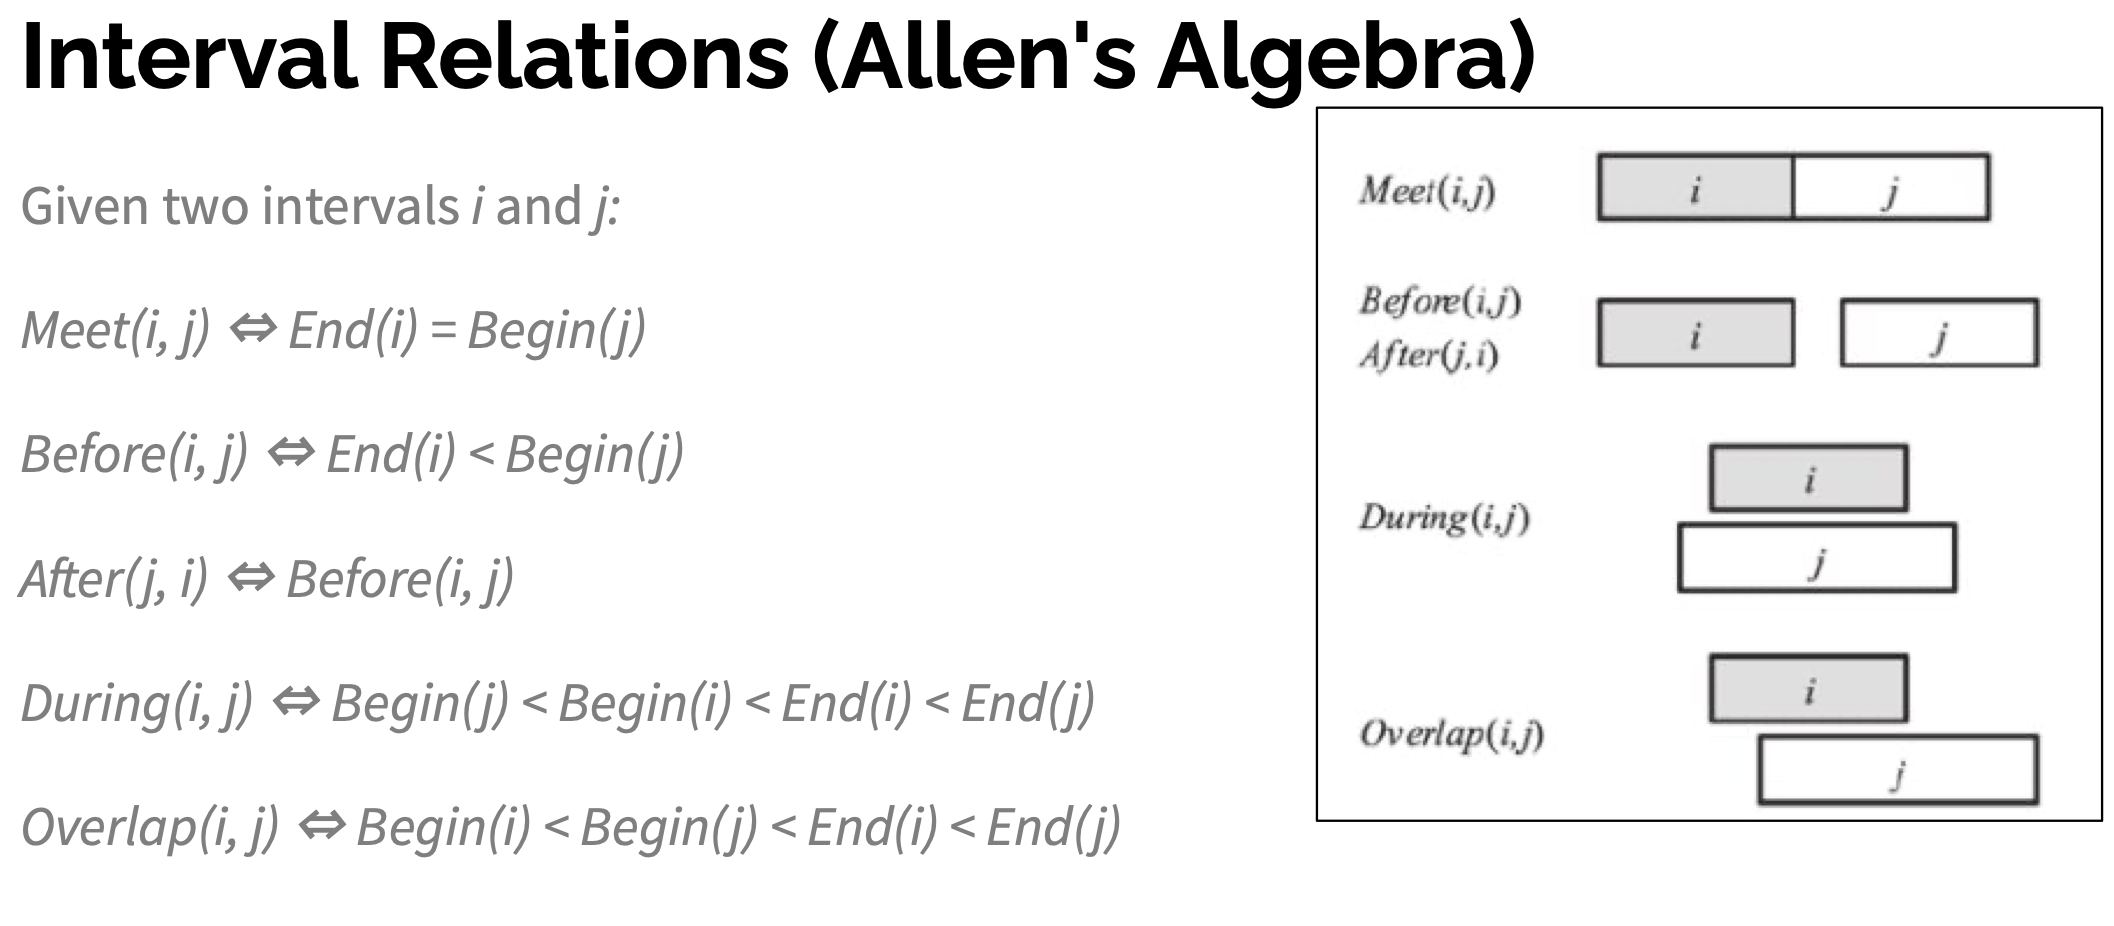 Interval Relations (Allen's Algebra)
Given two intervals i and j:
Meet(i, j) ⇔ End(i) = Begin(j)
Before(i, j) ⇔ End(i) < Begin(j)
After(j, i) ⇔ Before(i, j)
During(i, j) ⇔ Begin(j) < Begin(i) < End(i) < End(j)
Overlap(i, j) ⇔ Begin(i) < Begin(j) < End(i) < End(j)
Meet(i,j) i j
Before(i,j)
After(j,i) i j
i
During(i,j)
j
i
Overlap(i,j)
j